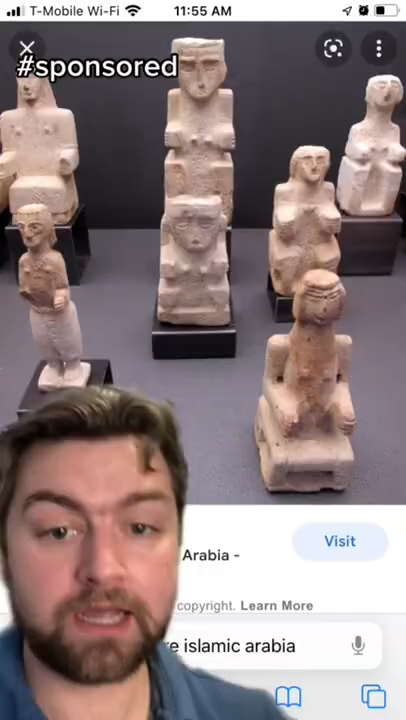 T-Mobile Wi-Fi
11:55 AM
#sponsored
Arabia -
Visit
copyright. Learn More
islamic arabia